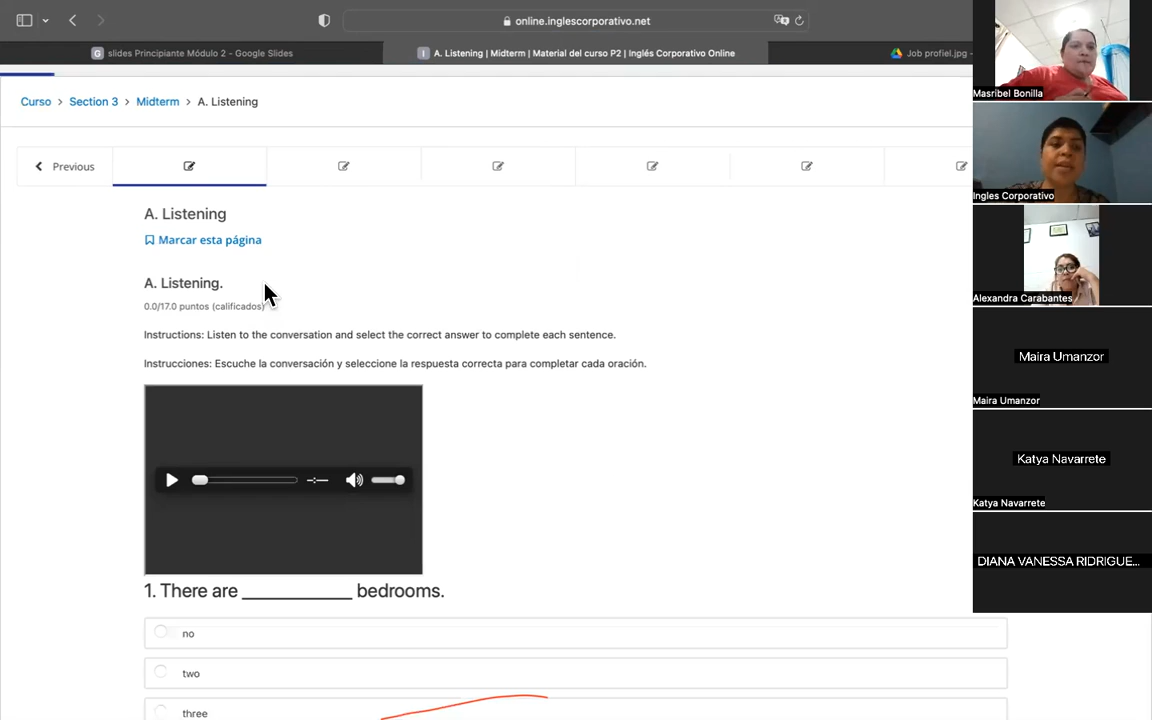 online.inglescorporativo.net
G slides Principiante Módulo 2 - Google Slides
I A. Listening | Midterm | Material del curso P2 | Inglés Corporativo Online
Job profiel.jpg -
Curso > Section 3 > Midterm > A. Listening
Previous
A. Listening
Marcar esta página
A. Listening.
0.0/17.0 puntos (calificados)
Instructions: Listen to the conversation and select the correct answer to complete each sentence.
Instrucciones: Escuche la conversación y seleccione la respuesta correcta para completar cada oración.
-:--
1. There are ____________ bedrooms.
no
two
three
Masribel Bonilla
Ingles Corporativo
Alexandra Carabantes
Maira Umanzor
Maira Umanzor
Katya Navarrete
Katya Navarrete
DIANA VANESSA RIDRIGUE...